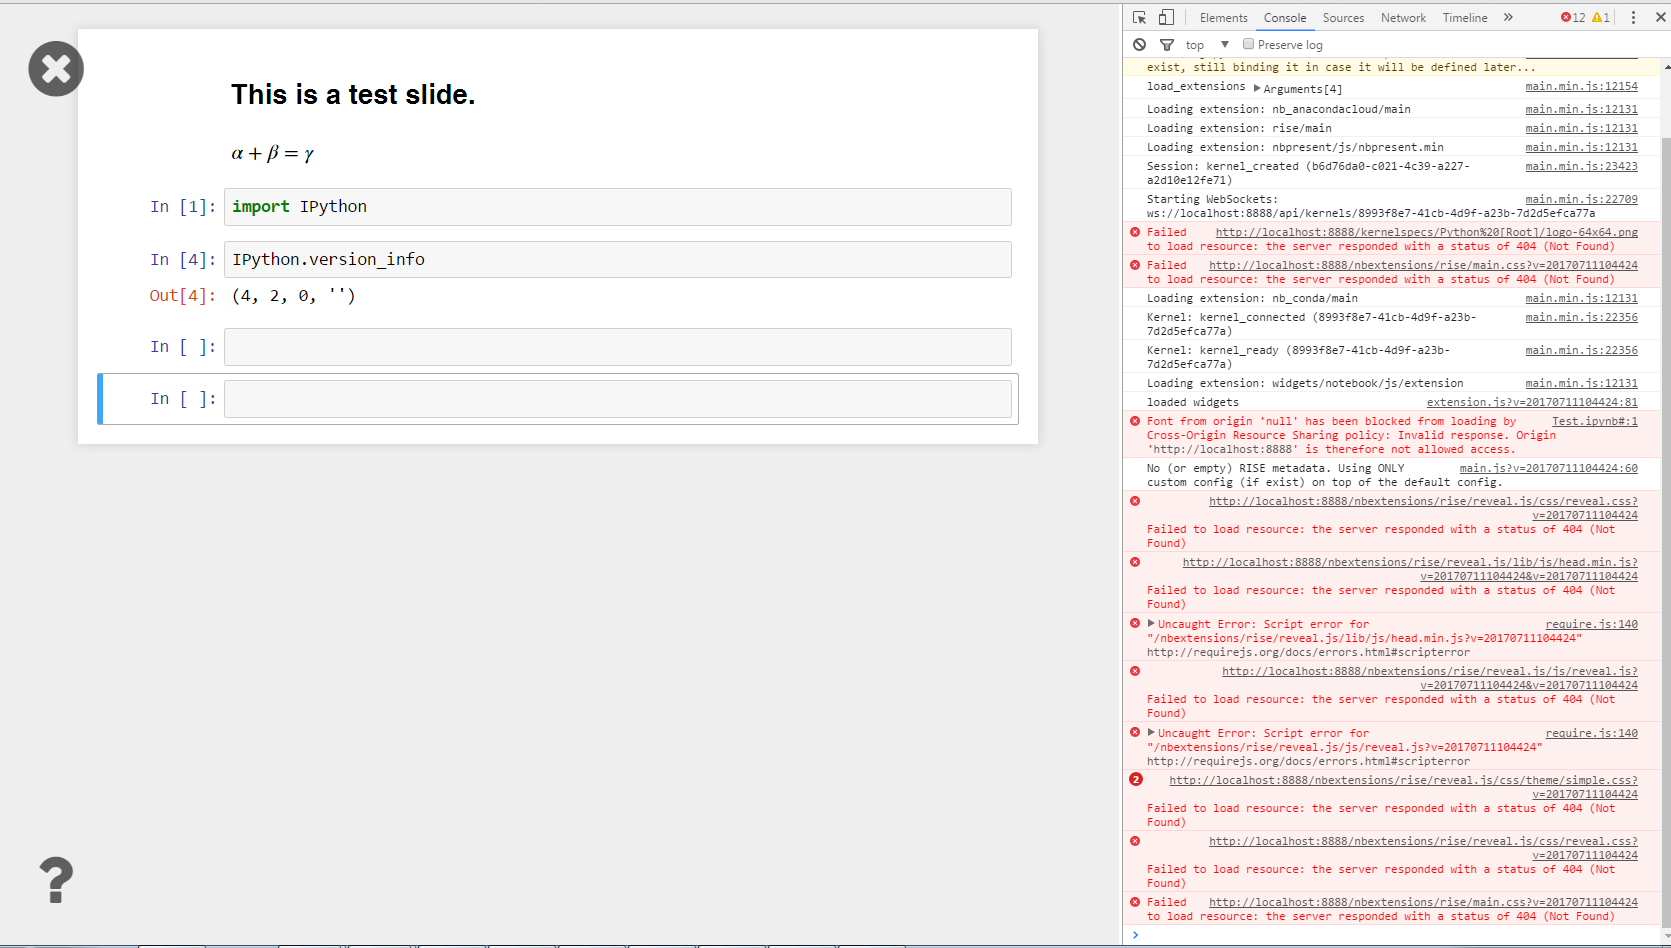 This is a test slide.
α + β = γ
In [1]: import IPython
In [4]: IPython.version_info
Out[4]: (4, 2, 0, '')
In [ ]:
In [ ]:
?
Elements Console Sources Network Timeline » 12 1
top ▼ Preserve log
exist, still binding it in case it will be defined later...
load_extensions ▶Arguments[4] main.min.js:12154
Loading extension: nb_anacondacloud/main main.min.js:12131
Loading extension: rise/main main.min.js:12131
Loading extension: nbpresent/js/nbpresent.min main.min.js:12131
Session: kernel_created (b6d76da0-c021-4c39-a227- main.min.js:23423
a2d10e12fe71)
Starting WebSockets: main.min.js:22709
ws://localhost:8888/api/kernels/8993f8e7-41cb-4d9f-a23b-7d2d5efca77a
Failed http://localhost:8888/kernelspecs/Python%20[Root]/logo-64x64.png
to load resource: the server responded with a status of 404 (Not Found)
Failed http://localhost:8888/nbextensions/rise/main.css?v=20170711104424
to load resource: the server responded with a status of 404 (Not Found)
Loading extension: nb_conda/main main.min.js:12131
Kernel: kernel_connected (8993f8e7-41cb-4d9f-a23b- main.min.js:22356
7d2d5efca77a)
Kernel: kernel_ready (8993f8e7-41cb-4d9f-a23b- main.min.js:22356
7d2d5efca77a)
Loading extension: widgets/notebook/js/extension main.min.js:12131
loaded widgets extension.js?v=20170711104424:81
Font from origin 'null' has been blocked from loading by Test.ipynb#:1
Cross-Origin Resource Sharing policy: Invalid response. Origin
'http://localhost:8888' is therefore not allowed access.
No (or empty) RISE metadata. Using ONLY main.js?v=20170711104424:60
custom config (if exist) on top of the default config.
http://localhost:8888/nbextensions/rise/reveal.js/css/reveal.css?
v=20170711104424
Failed to load resource: the server responded with a status of 404 (Not
Found)
http://localhost:8888/nbextensions/rise/reveal.js/lib/js/head.min.js?
v=20170711104424&v=20170711104424
Failed to load resource: the server responded with a status of 404 (Not
Found)
▶Uncaught Error: Script error for require.js:140
"/nbextensions/rise/reveal.js/lib/js/head.min.js?v=20170711104424"
http://requirejs.org/docs/errors.html#scripterror
http://localhost:8888/nbextensions/rise/reveal.js/js/reveal.js?
v=20170711104424&v=20170711104424
Failed to load resource: the server responded with a status of 404 (Not
Found)
▶Uncaught Error: Script error for require.js:140
"/nbextensions/rise/reveal.js/js/reveal.js?v=20170711104424"
http://requirejs.org/docs/errors.html#scripterror
2 http://localhost:8888/nbextensions/rise/reveal.js/css/theme/simple.css?
v=20170711104424
Failed to load resource: the server responded with a status of 404 (Not
Found)
http://localhost:8888/nbextensions/rise/reveal.js/css/reveal.css?
v=20170711104424
Failed to load resource: the server responded with a status of 404 (Not
Found)
Failed http://localhost:8888/nbextensions/rise/main.css?v=20170711104424
to load resource: the server responded with a status of 404 (Not Found)